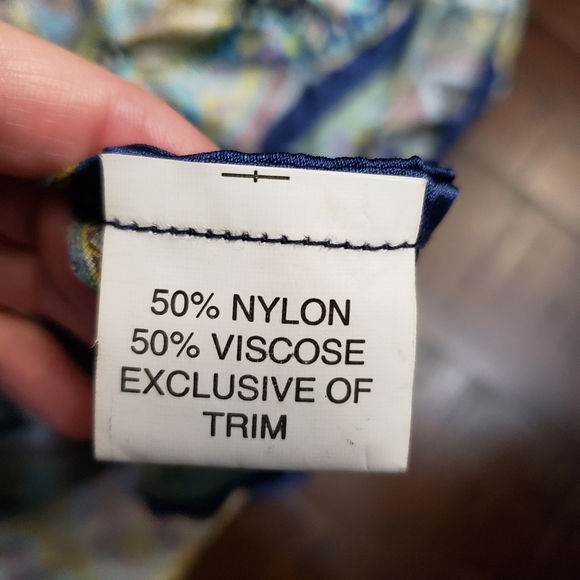 50% NYLON
50% VISCOSE
EXCLUSIVE OF
TRIM